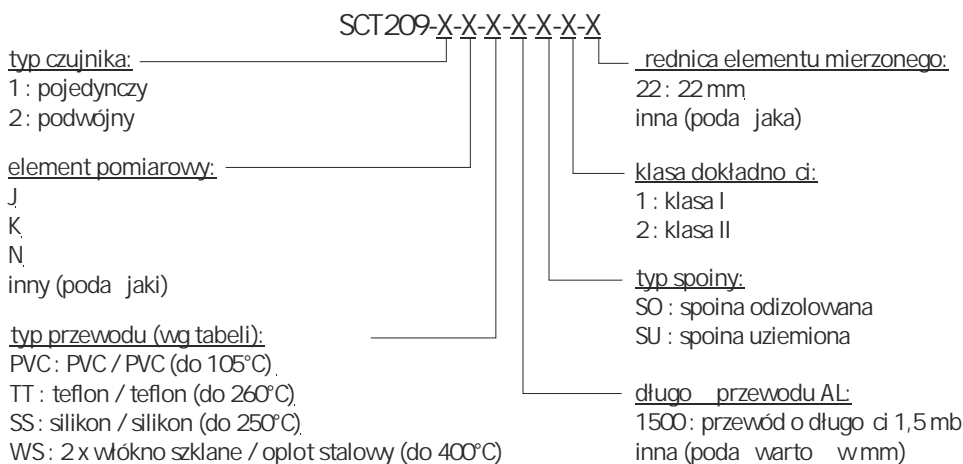 SCT209-X-X-X-X-X-X-X
typ czujnika:
1 : pojedynczy
2 : podwójny
element pomiarowy:
J
K
N
inny (poda jaki)
typ przewodu (wg tabeli):
PVC : PVC / PVC (do 105°C)
TT : teflon / teflon (do 260°C)
SS : silikon / silikon (do 250°C)
WS : 2 x włókno szklane / oplot stalowy (do 400°C)
rednica elementu mierzonego:
22 : 22 mm
inna (poda jaka)
klasa dokładno ci:
1 : klasa I
2 : klasa II
typ spoiny:
SO : spoina odizolowana
SU : spoina uziemiona
długo przewodu AL:
1500 : przewód o długo ci 1,5 mb
inna (poda warto w mm)